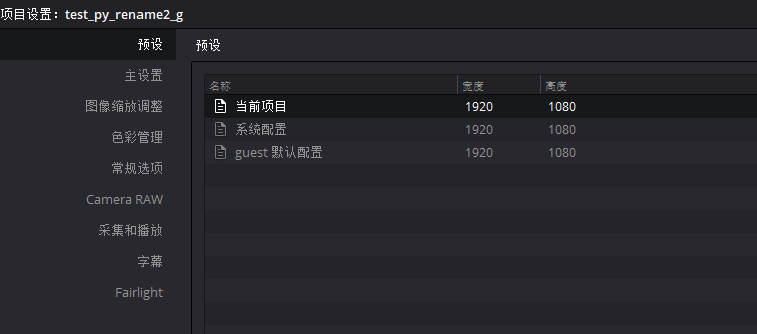 项目设置：test_py_rename2_g
预设
主设置
图像缩放调整
色彩管理
常规选项
Camera RAW
采集和播放
字幕
Fairlight
预设
名称 宽度 高度
当前项目 1920 1080
系统配置 1920 1080
guest 默认配置 1920 1080